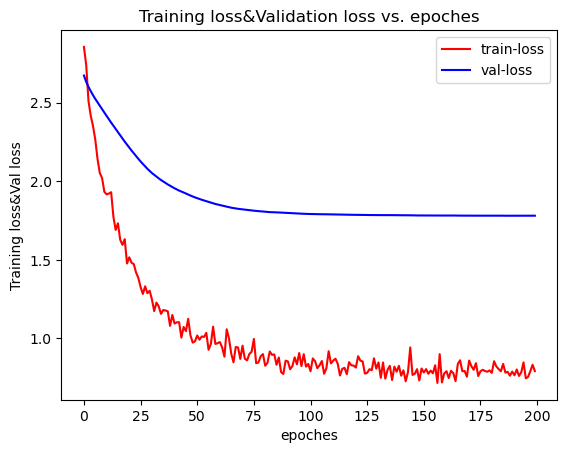 Training loss&Validation loss vs. epoches
train-loss
val-loss
Training loss&Val loss
2.5
2.0
1.5
1.0
0 25 50 75 100 125 150 175 200
epoches